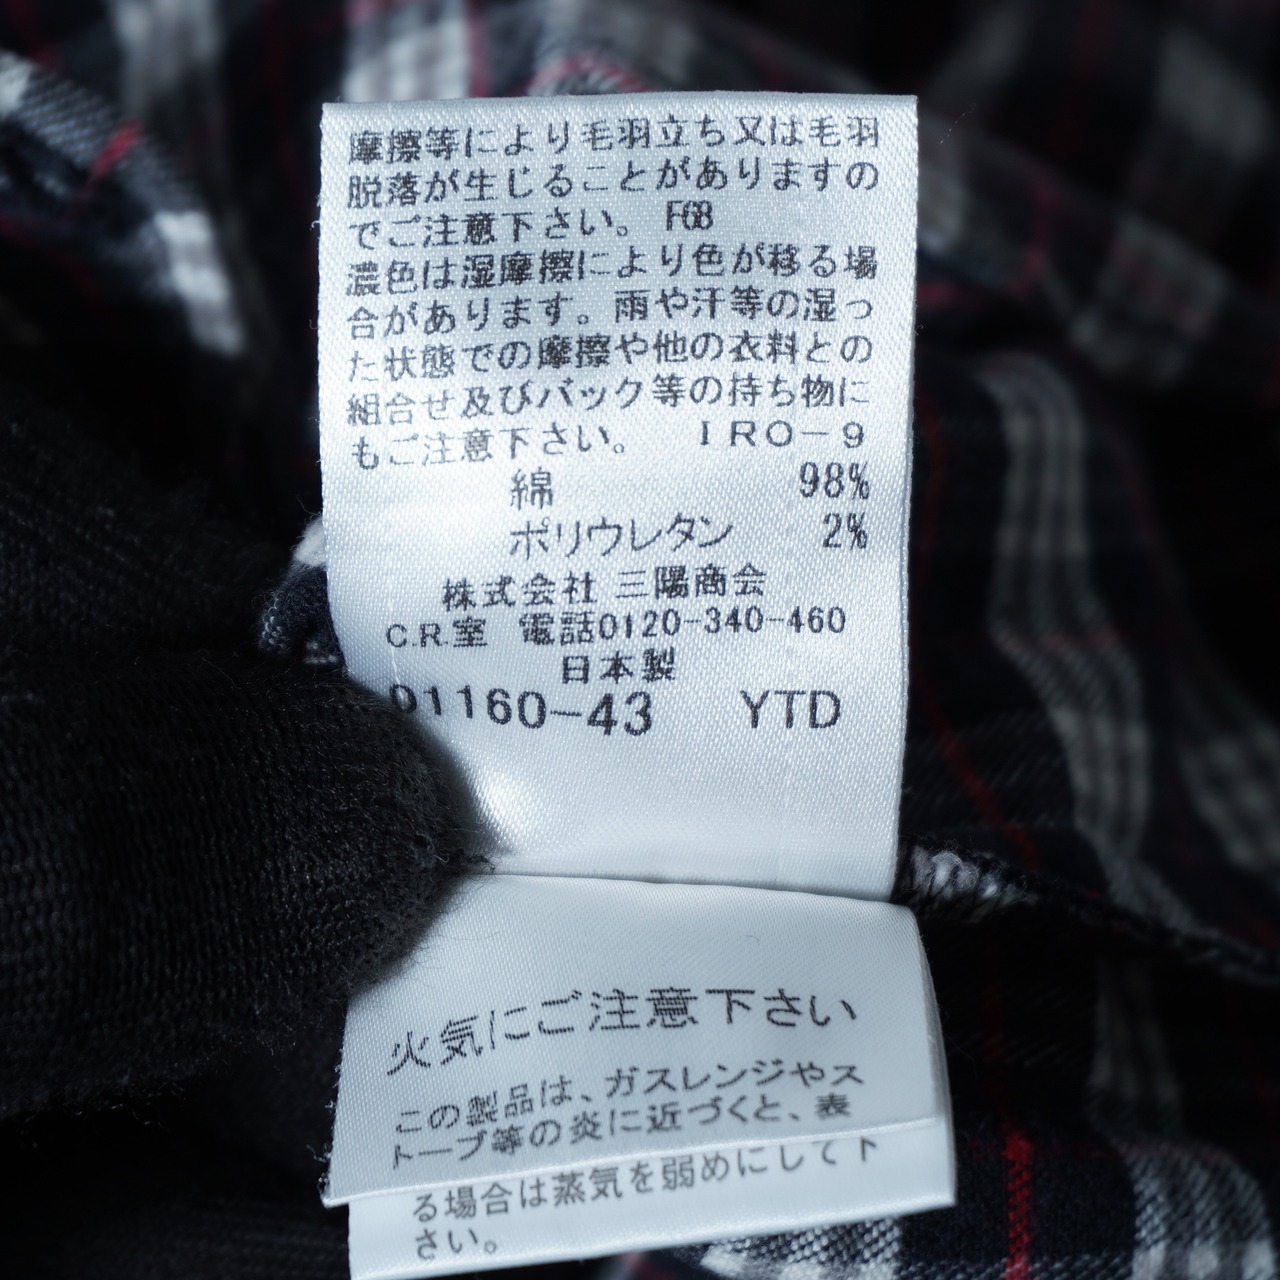 摩擦等により毛羽立ち又は毛羽
脱落が生じることがありますの
でご注意下さい。 F68
濃色は湿摩擦により色が移る場
合があります。雨や汗等の湿っ
た状態での摩擦や他の衣料との
組合せ及びバック等の持ち物に
もご注意下さい。 IRO-9
綿 98%
ポリウレタン 2%
株式会社 三陽商会
C.R.室 電話0120-340-460
日本製
91160-43 YTD
火気にご注意下さい
この製品は、ガスレンジやス
トーブ等の炎に近づくと、表
る場合は蒸気を弱めにして下
さい。